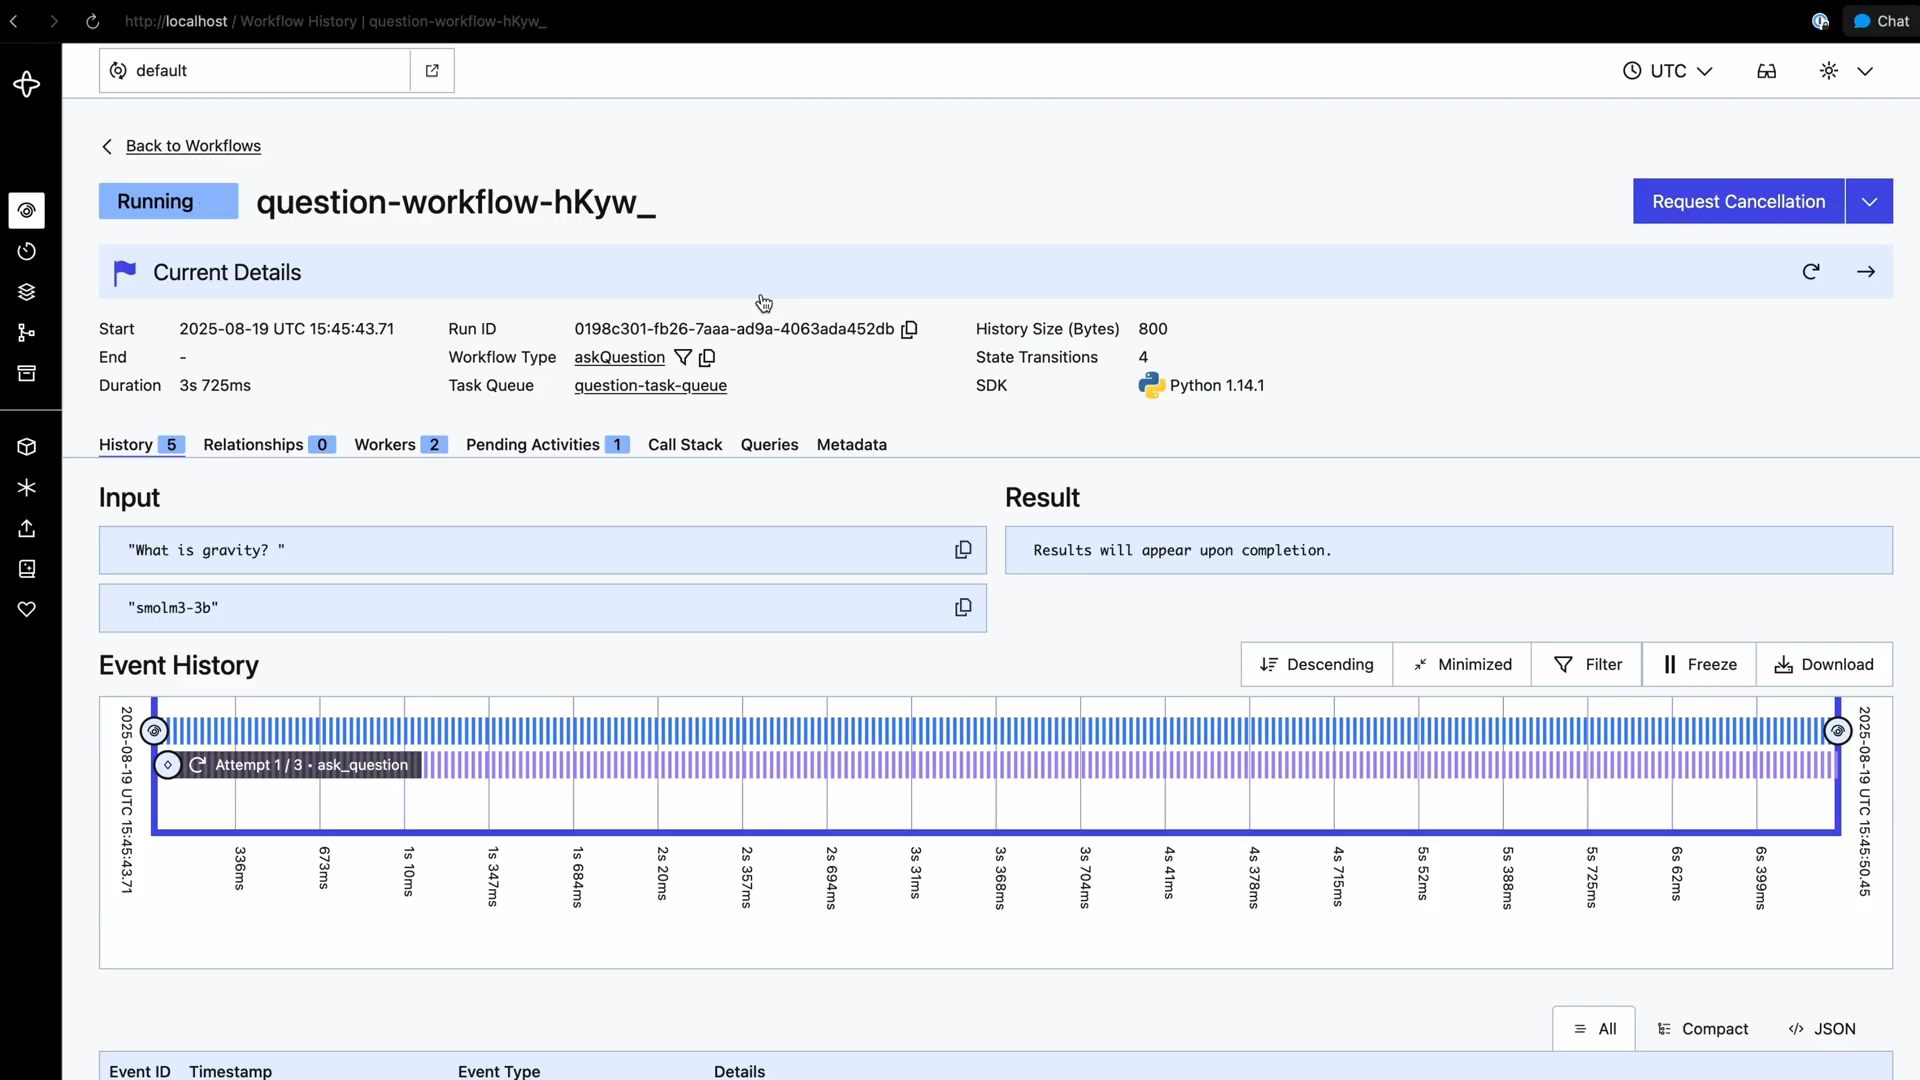 http://localhost / Workflow History | question-workflow-hKyw_
Chat
default
UTC
Back to Workflows
Running
question-workflow-hKyw_
Request Cancellation
Current Details
Start 2025-08-19 UTC 15:45:43.71
Run ID 0198c301-fb26-7aaa-ad9a-4063ada452db
History Size (Bytes) 800
End -
Workflow Type askQuestion
State Transitions 4
Duration 3s 725ms
Task Queue question-task-queue
SDK Python 1.14.1
History 5 Relationships 0 Workers 2 Pending Activities 1 Call Stack Queries Metadata
Input
Result
"What is gravity? "
Results will appear upon completion.
"smolm3-3b"
Event History
Descending Minimized Filter Freeze Download
2025-08-19 UTC 15:45:43.71
Attempt 1 / 3 • ask_question
336ms
673ms
1s 10ms
1s 347ms
1s 684ms
2s 20ms
2s 357ms
2s 694ms
3s 31ms
3s 368ms
3s 704ms
4s 41ms
4s 378ms
4s 715ms
5s 52ms
5s 388ms
5s 725ms
6s 62ms
6s 399ms
2025-08-19 UTC 15:45:50.45
All Compact JSON
Event ID Timestamp Event Type Details